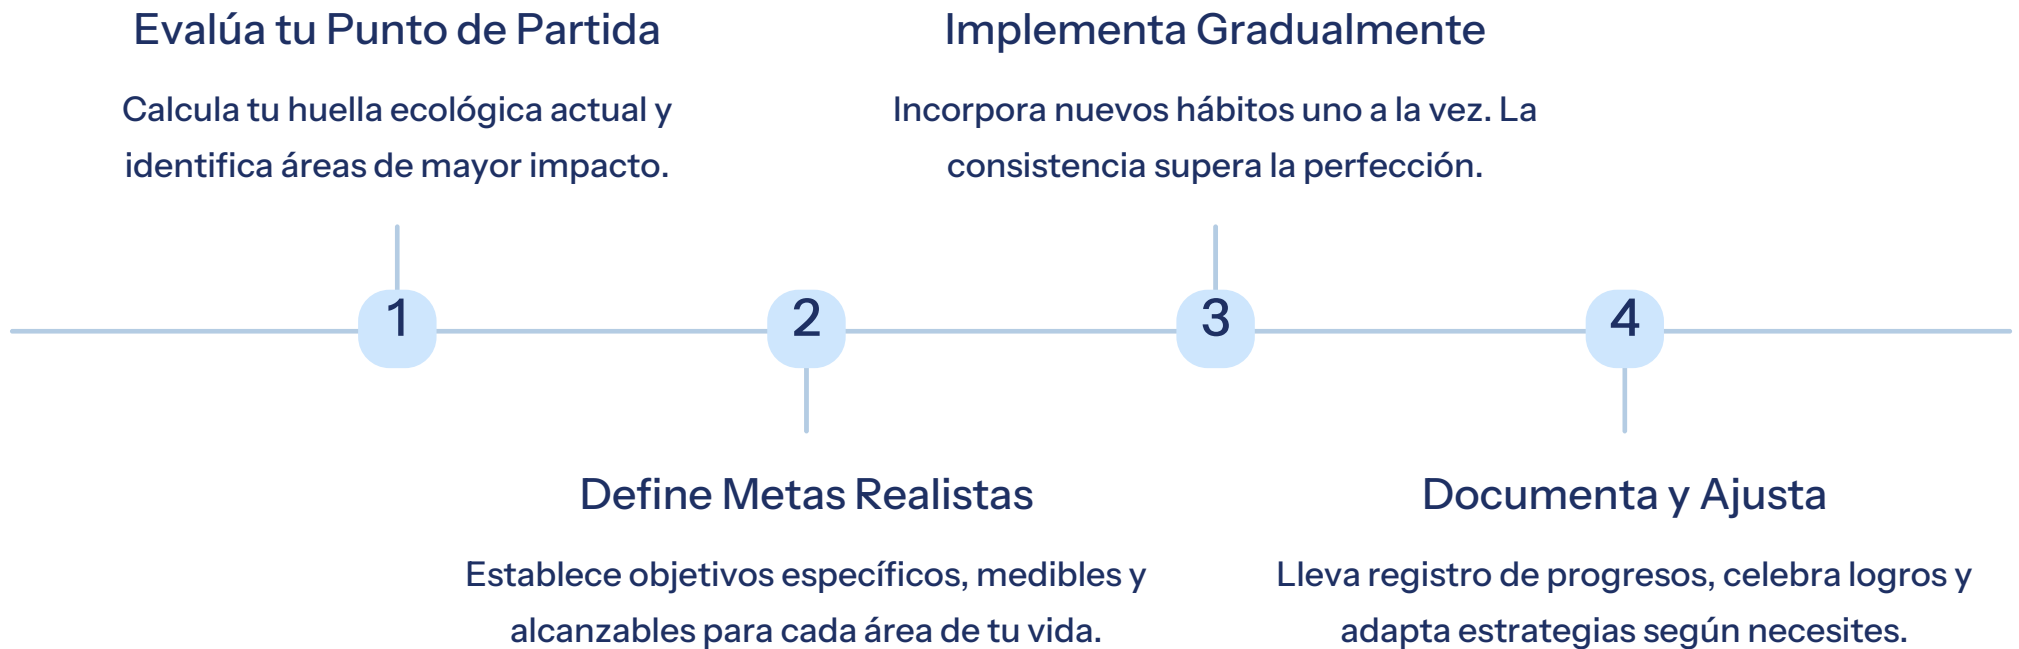 Evalúa tu Punto de Partida
Calcula tu huella ecológica actual y
identifica áreas de mayor impacto.
1
2
Define Metas Realistas
Establece objetivos específicos, medibles y
alcanzables para cada área de tu vida.
Implementa Gradualmente
Incorpora nuevos hábitos uno a la vez. La
consistencia supera la perfección.
3
4
Documenta y Ajusta
Lleva registro de progresos, celebra logros y
adapta estrategias según necesites.